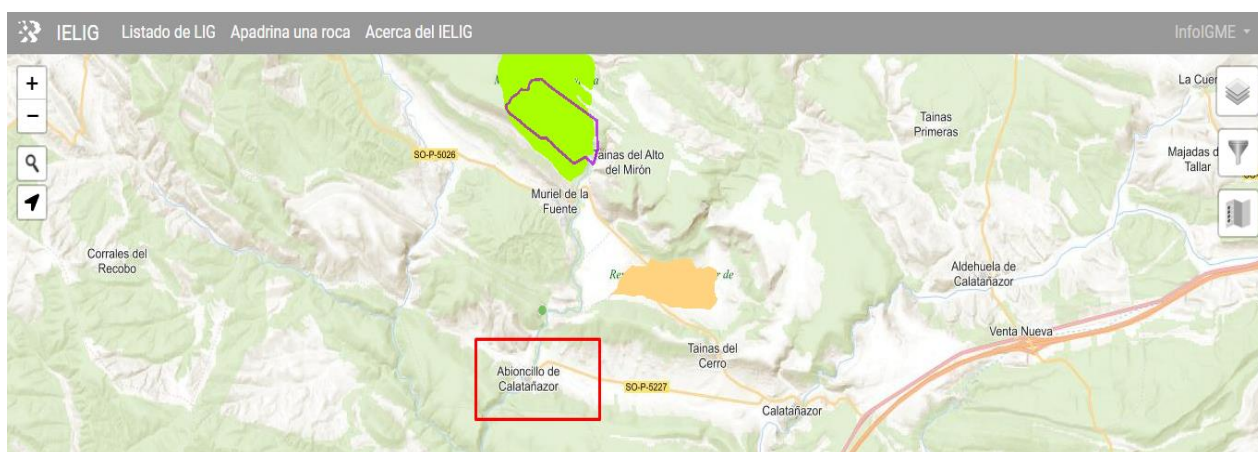 IELIG Listado de LIG Apadrina una roca Acerca del IELIG InfoIGME
+
−
La Cuer
Tainas
Primeras
SO-P-5026
Tainas del Alto
del Mirón
Majadas d
Tallar
Muriel de la
Fuente
Corrales del
Recobo
Aldehuela de
Calatañazor
de
Venta Nueva
Tainas del
Cerro
Abioncillo de
Calatañazor
SO-P-5227
Calatañazor